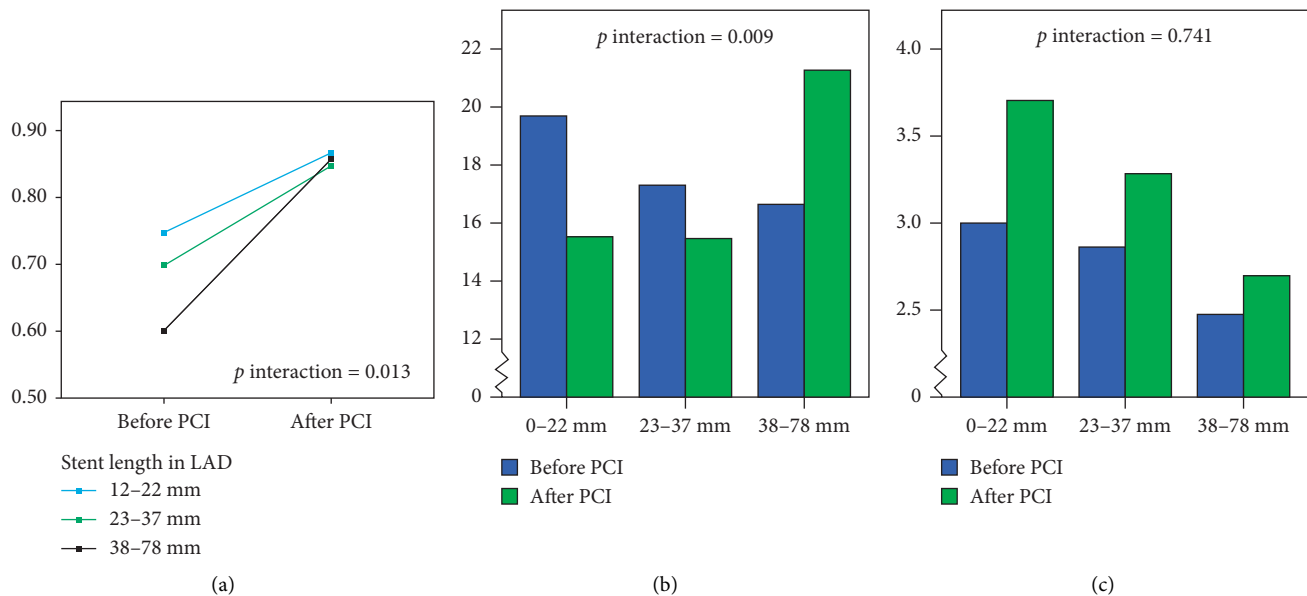 0.90
0.80
0.70
0.60
0.50
p interaction = 0.013
Before PCI
After PCI
Stent length in LAD
12–22 mm
23–37 mm
38–78 mm
(a)
p interaction = 0.009
22
20
18
16
14
12
0
0–22 mm
23–37 mm
38–78 mm
Before PCI
After PCI
(b)
p interaction = 0.741
4.0
3.5
3.0
2.5
0
0–22 mm
23–37 mm
38–78 mm
Before PCI
After PCI
(c)